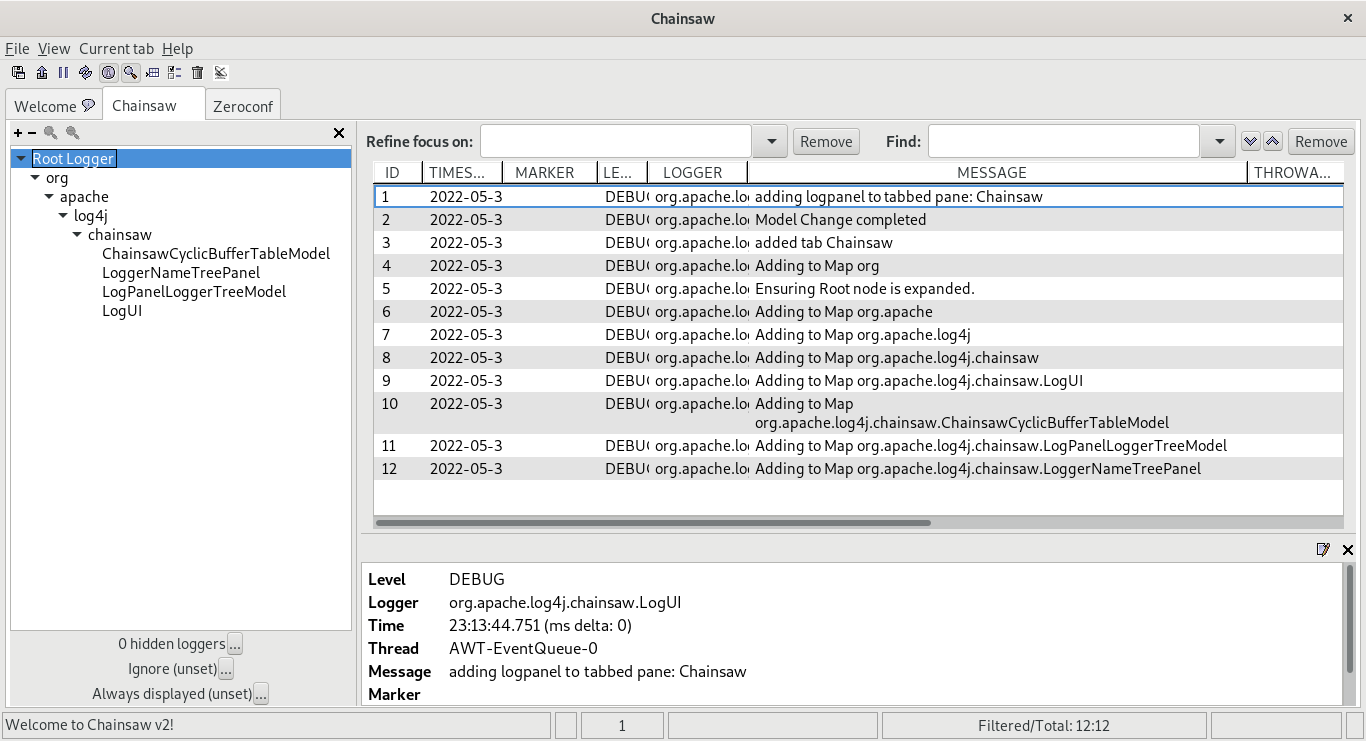 Chainsaw
File View Current tab Help
Welcome Chainsaw Zeroconf
Refine focus on: Remove Find: Remove
Root Logger
org
apache
log4j
chainsaw
ChainsawCyclicBufferTableModel
LoggerNameTreePanel
LogPanelLoggerTreeModel
LogUI
0 hidden loggers ...
Ignore (unset) ...
Always displayed (unset) ...
ID TIMES... MARKER LE... LOGGER MESSAGE THROWA...
1 2022-05-3 DEBU org.apache.lo adding logpanel to tabbed pane: Chainsaw
2 2022-05-3 DEBU org.apache.lo Model Change completed
3 2022-05-3 DEBU org.apache.lo added tab Chainsaw
4 2022-05-3 DEBU org.apache.lo Adding to Map org
5 2022-05-3 DEBU org.apache.lo Ensuring Root node is expanded.
6 2022-05-3 DEBU org.apache.lo Adding to Map org.apache
7 2022-05-3 DEBU org.apache.lo Adding to Map org.apache.log4j
8 2022-05-3 DEBU org.apache.lo Adding to Map org.apache.log4j.chainsaw
9 2022-05-3 DEBU org.apache.lo Adding to Map org.apache.log4j.chainsaw.LogUI
10 2022-05-3 DEBU org.apache.lo Adding to Map
org.apache.log4j.chainsaw.ChainsawCyclicBufferTableModel
11 2022-05-3 DEBU org.apache.lo Adding to Map org.apache.log4j.chainsaw.LogPanelLoggerTreeModel
12 2022-05-3 DEBU org.apache.lo Adding to Map org.apache.log4j.chainsaw.LoggerNameTreePanel
Level DEBUG
Logger org.apache.log4j.chainsaw.LogUI
Time 23:13:44.751 (ms delta: 0)
Thread AWT-EventQueue-0
Message adding logpanel to tabbed pane: Chainsaw
Marker
Welcome to Chainsaw v2! 1 Filtered/Total: 12:12